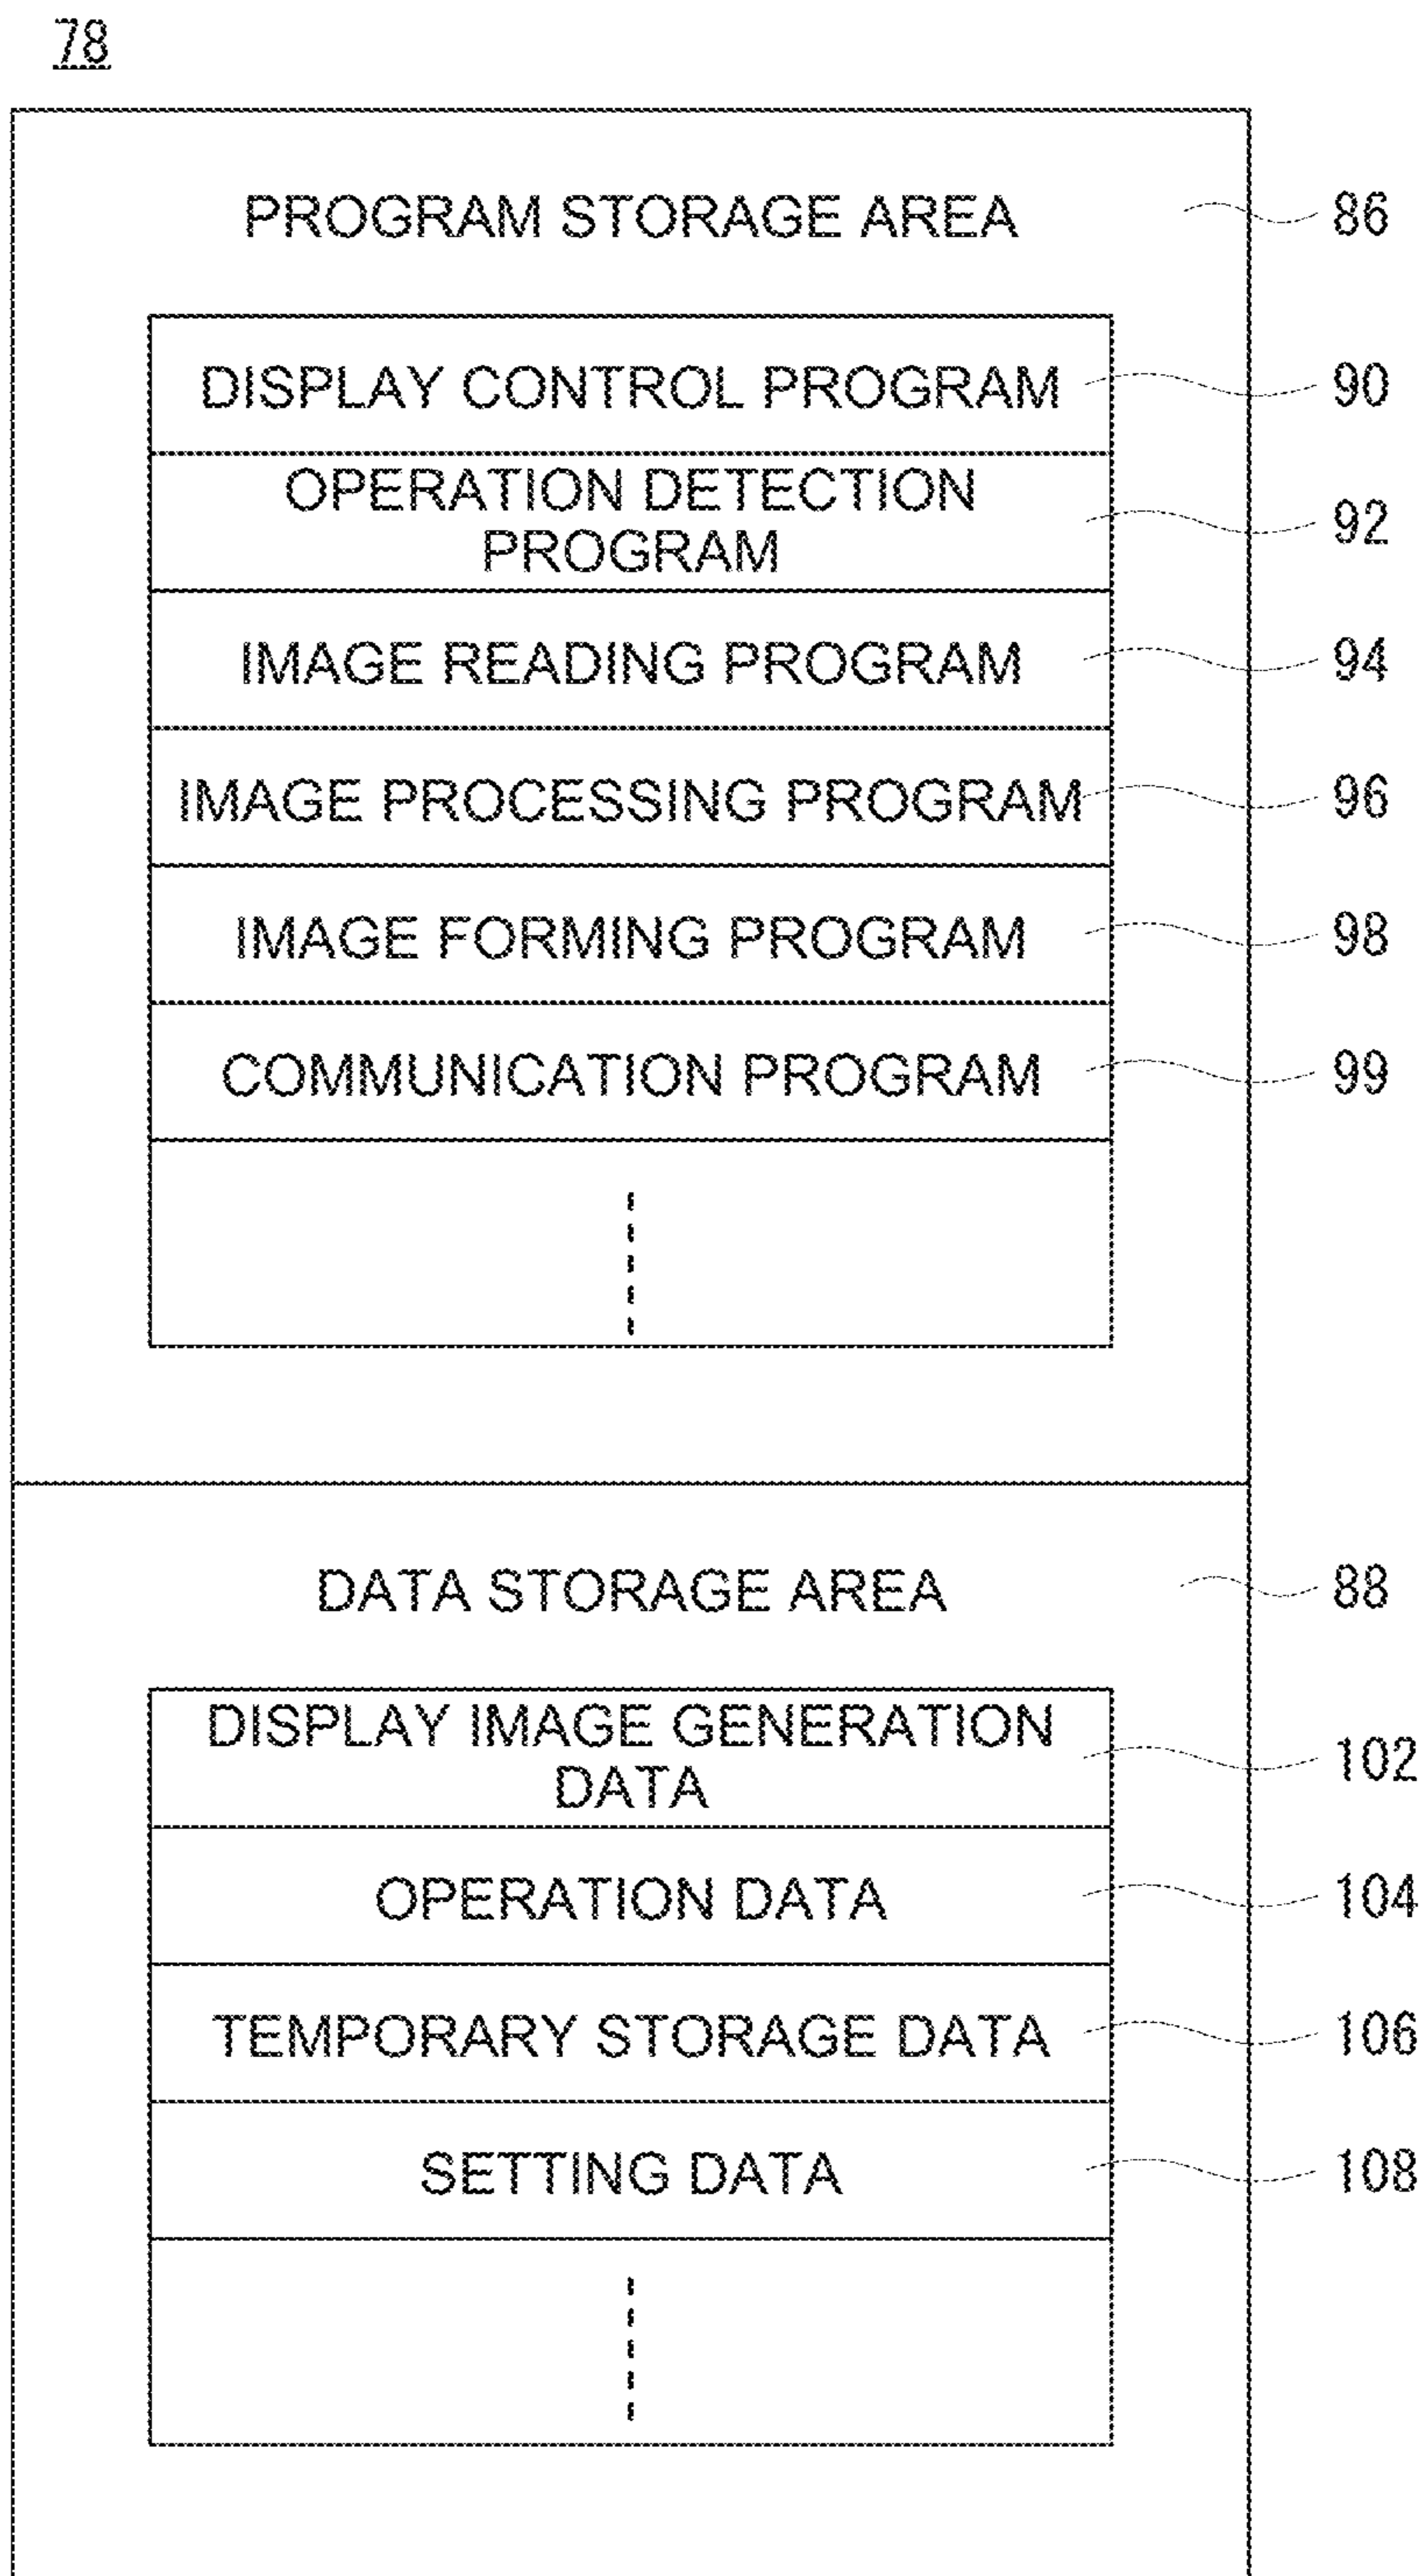 78
PROGRAM STORAGE AREA 86
DISPLAY CONTROL PROGRAM 90
OPERATION DETECTION
PROGRAM 92
IMAGE READING PROGRAM 94
IMAGE PROCESSING PROGRAM 96
IMAGE FORMING PROGRAM 98
COMMUNICATION PROGRAM 99
DATA STORAGE AREA 88
DISPLAY IMAGE GENERATION
DATA 102
OPERATION DATA 104
TEMPORARY STORAGE DATA 106
SETTING DATA 108